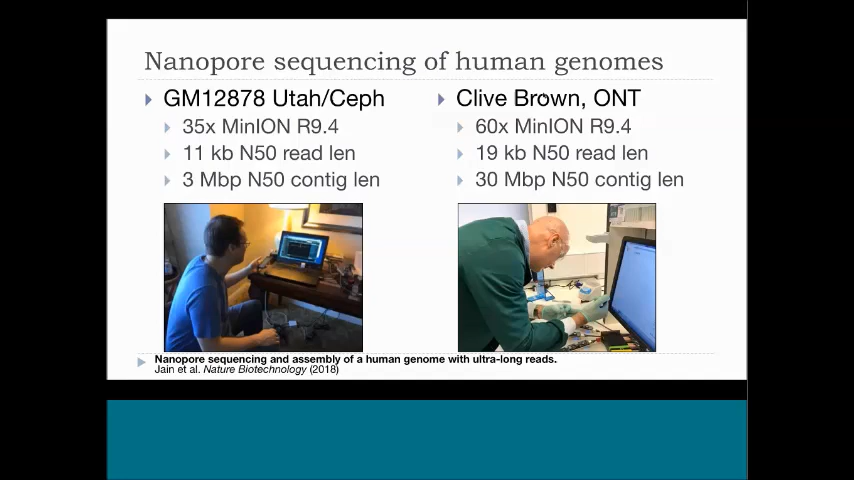 Nanopore sequencing of human genomes
GM12878 Utah/Ceph
35x MinION R9.4
11 kb N50 read len
3 Mbp N50 contig len
Clive Brown, ONT
60x MinION R9.4
19 kb N50 read len
30 Mbp N50 contig len
Nanopore sequencing and assembly of a human genome with ultra-long reads.
Jain et al. Nature Biotechnology (2018)